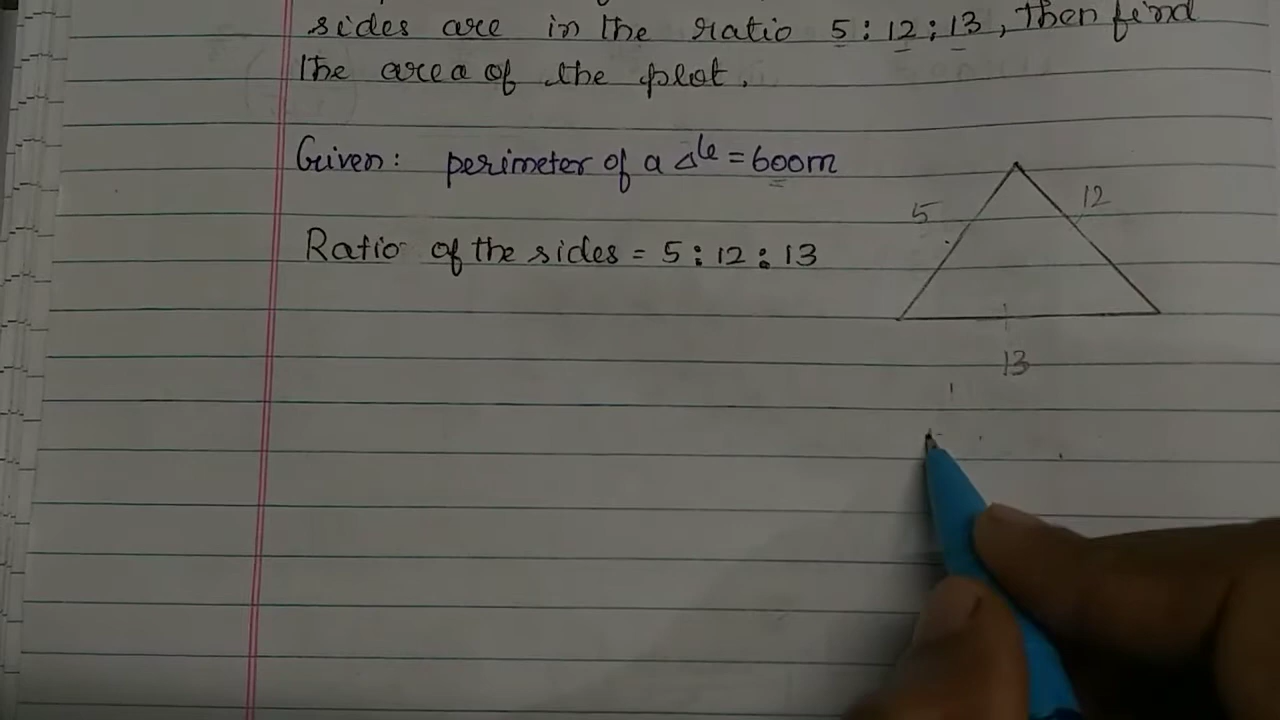 sides are in the ratio 5 : 12 : 13, then find
the area of the plot.
Given: perimeter of a Δle = 600m
Ratio of the sides = 5 : 12 : 13
5
12
13